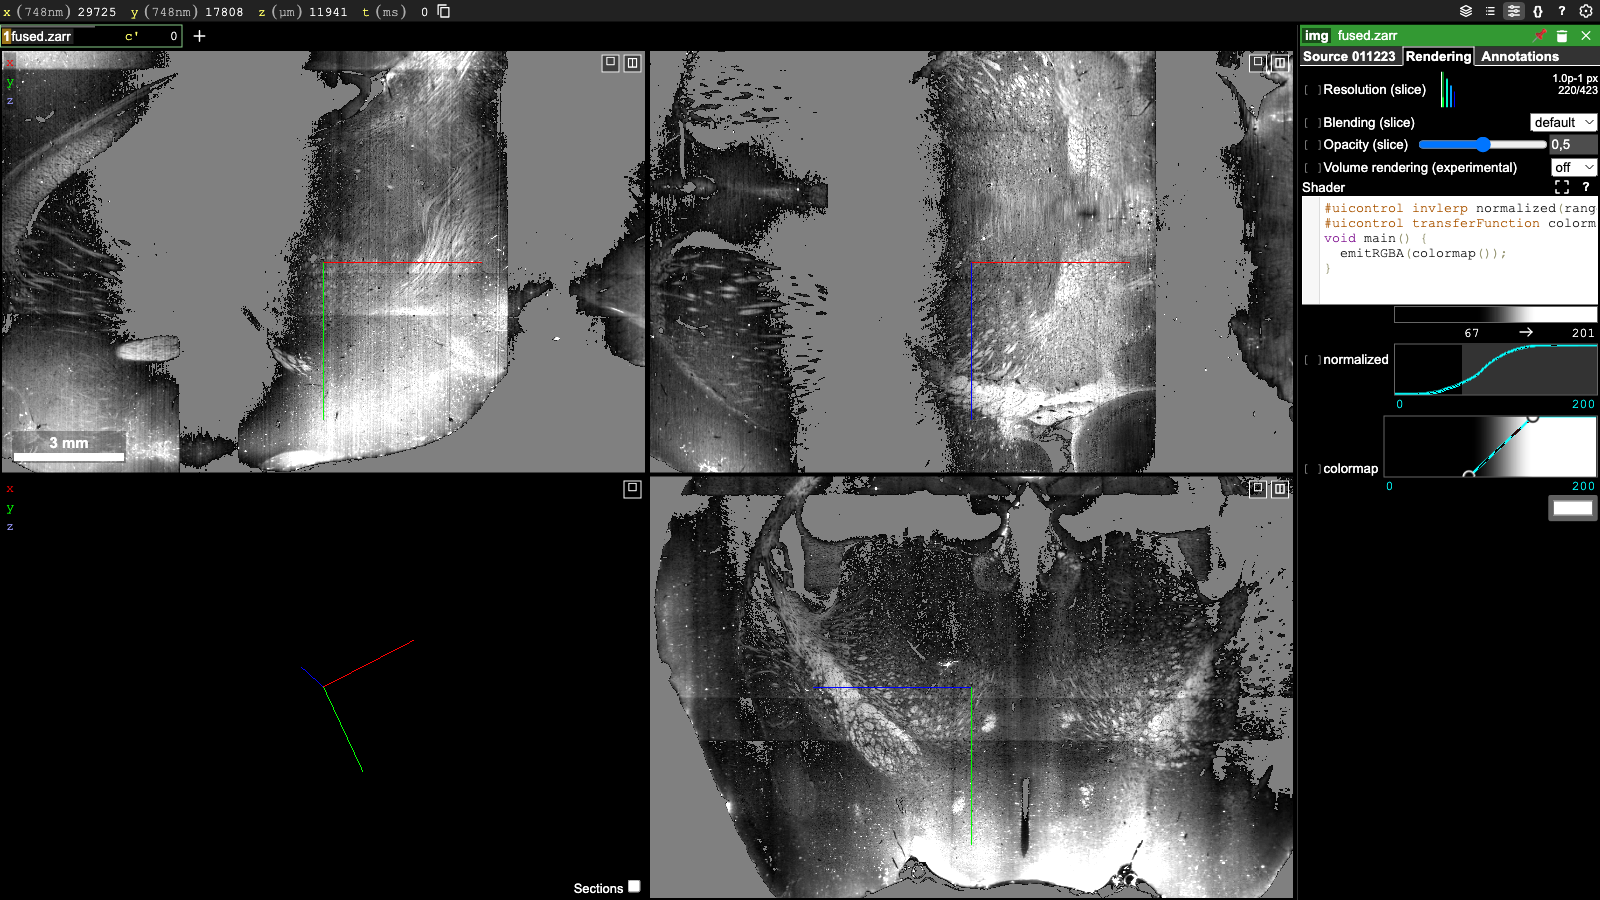 x (748nm) 29725 y (748nm) 17808 z (μm) 11941 t (ms) 0
1 fused.zarr c' 0 +
img fused.zarr
Source 011223 Rendering Annotations
[ ] Resolution (slice) 1.0p-1 px
220/423
[ ] Blending (slice) default
[ ] Opacity (slice) 0,5
[ ] Volume rendering (experimental) off
Shader ?
#uicontrol invlerp normalized(rang
#uicontrol transferFunction colorm
void main() {
emitRGBA(colormap());
}
67 → 201
[ ] normalized
0 200
[ ] colormap
0 200
x
y
z
3 mm
x
y
z
Sections